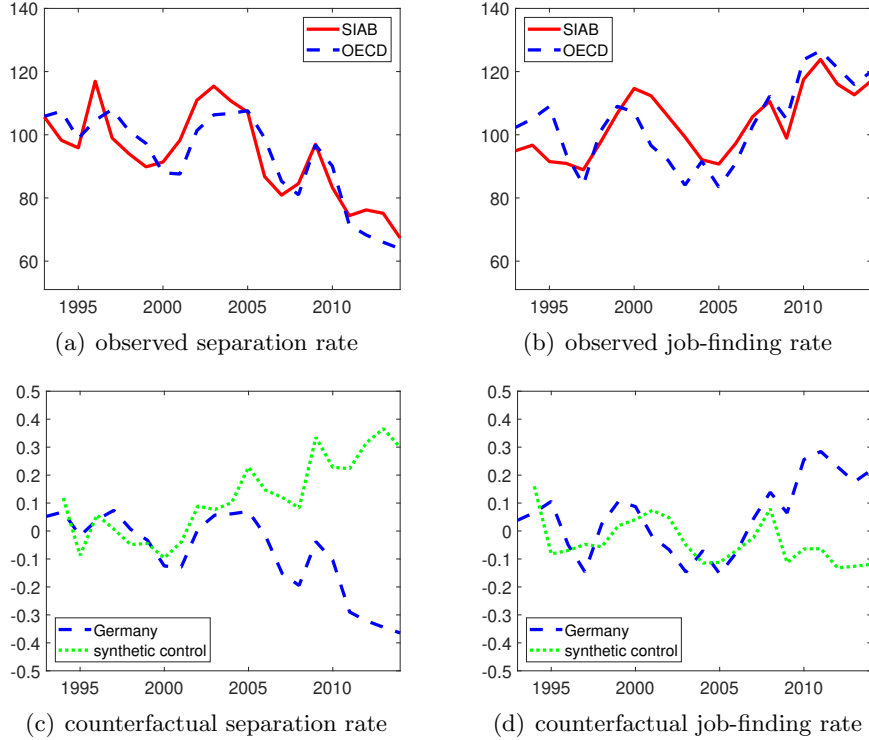 140
120
100
80
60
SIAB
OECD
1995 2000 2005 2010
(a) observed separation rate
140
120
100
80
60
SIAB
OECD
1995 2000 2005 2010
(b) observed job-finding rate
0.5
0.4
0.3
0.2
0.1
0
-0.1
-0.2
-0.3
-0.4
-0.5
Germany
synthetic control
1995 2000 2005 2010
(c) counterfactual separation rate
0.5
0.4
0.3
0.2
0.1
0
-0.1
-0.2
-0.3
-0.4
-0.5
Germany
synthetic control
1995 2000 2005 2010
(d) counterfactual job-finding rate